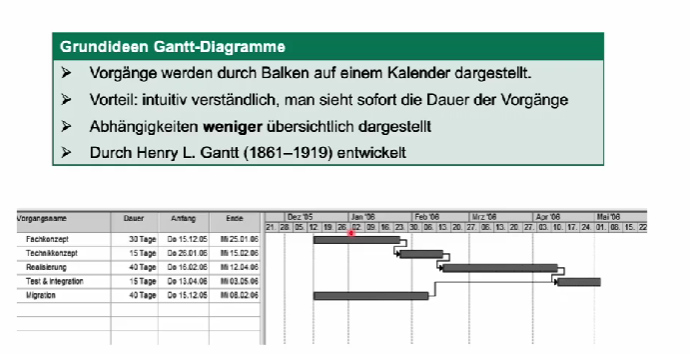 Grundideen Gantt-Diagramme
➢ Vorgänge werden durch Balken auf einem Kalender dargestellt.
➢ Vorteil: intuitiv verständlich, man sieht sofort die Dauer der Vorgänge
➢ Abhängigkeiten weniger übersichtlich dargestellt
➢ Durch Henry L. Gantt (1861–1919) entwickelt
Vorgangsname Dauer Anfang Ende Dez '05 Jan '06 Feb '06 Mrz '06 Apr '06 Mai '06
21. 28. 05. 12. 19. 26. 02. 09. 16. 23. 30. 06. 13. 20. 27. 06. 13. 20. 27. 03. 10. 17. 24. 01. 08. 15. 22
Fachkonzept 30 Tage Do 15.12.05 Mi 25.01.06
Technikkonzept 15 Tage Do 26.01.06 Mi 15.02.06
Realisierung 40 Tage Do 16.02.06 Mi 12.04.06
Test & Integration 15 Tage Do 13.04.06 Mi 03.05.06
Migration 40 Tage Do 15.12.05 Mi 08.02.06